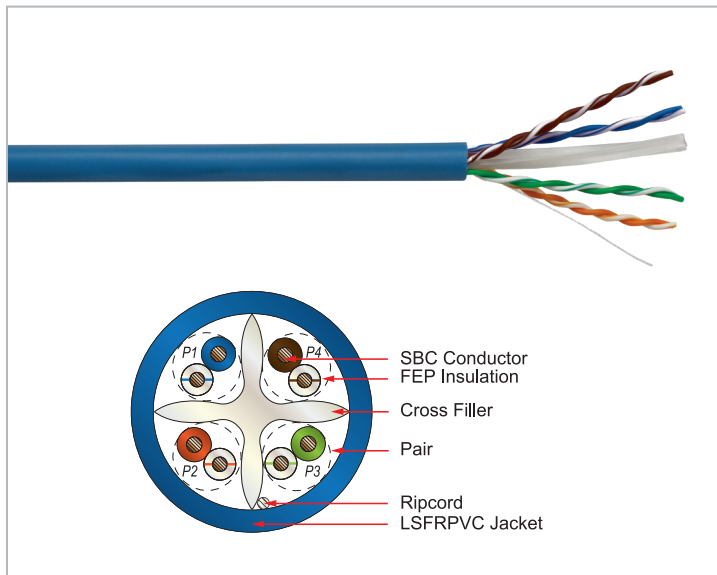 P1
P4
SBC Conductor
FEP Insulation
Cross Filler
P2
P3
Pair
Ripcord
LSFRPVC Jacket